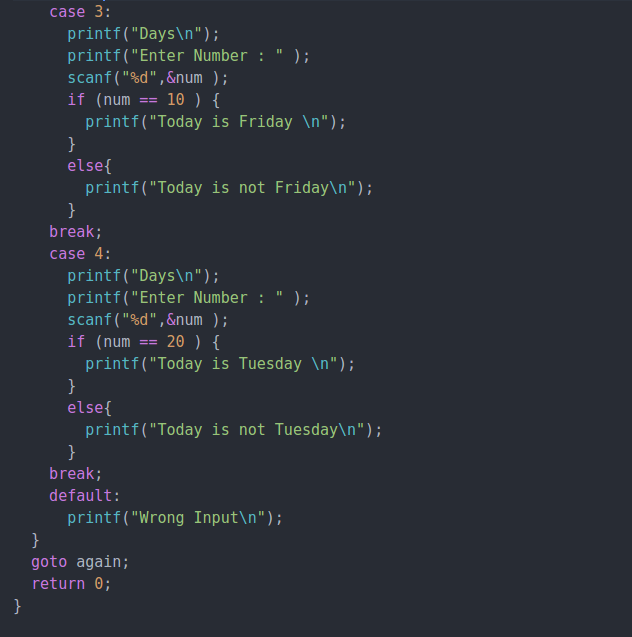 case 3:
printf("Days\n");
printf("Enter Number : " );
scanf("%d",&num );
if (num == 10 ) {
printf("Today is Friday \n");
}
else{
printf("Today is not Friday\n");
}
break;
case 4:
printf("Days\n");
printf("Enter Number : " );
scanf("%d",&num );
if (num == 20 ) {
printf("Today is Tuesday \n");
}
else{
printf("Today is not Tuesday\n");
}
break;
default:
printf("Wrong Input\n");
}
goto again;
return 0;
}